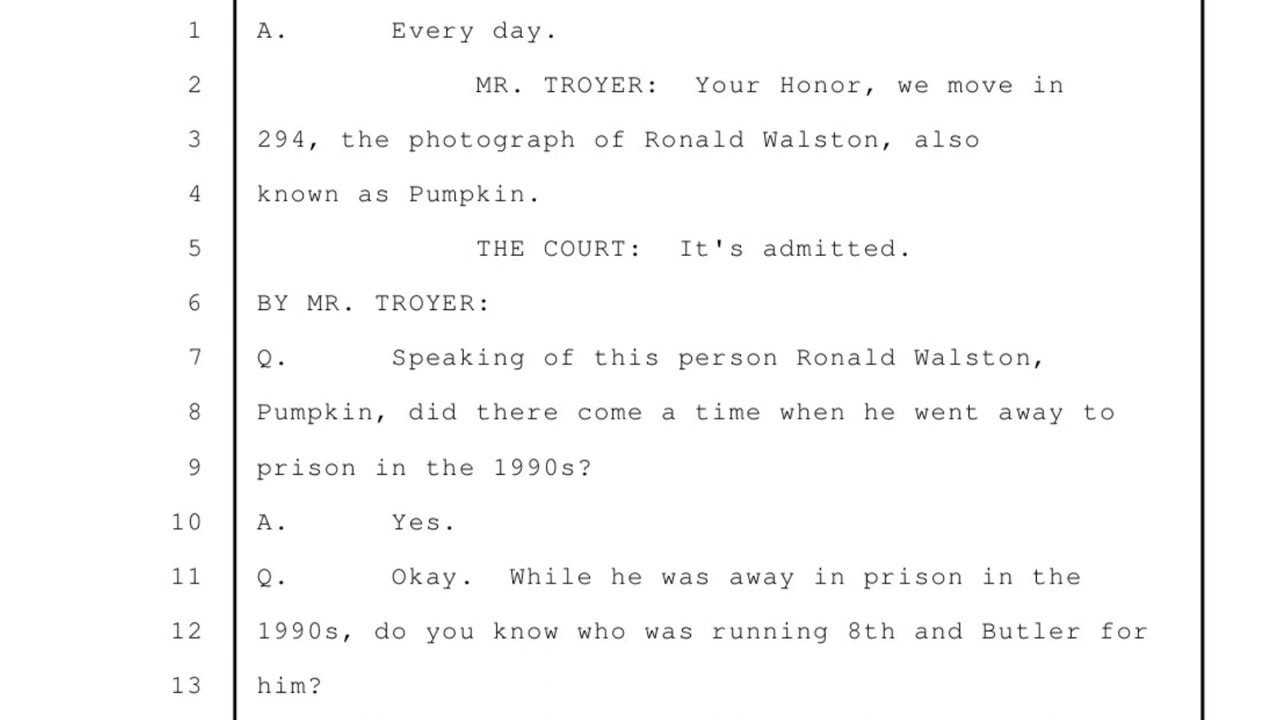 1 A. Every day.
2 MR. TROYER: Your Honor, we move in
3 294, the photograph of Ronald Walston, also
4 known as Pumpkin.
5 THE COURT: It's admitted.
6 BY MR. TROYER:
7 Q. Speaking of this person Ronald Walston,
8 Pumpkin, did there come a time when he went away to
9 prison in the 1990s?
10 A. Yes.
11 Q. Okay. While he was away in prison in the
12 1990s, do you know who was running 8th and Butler for
13 him?